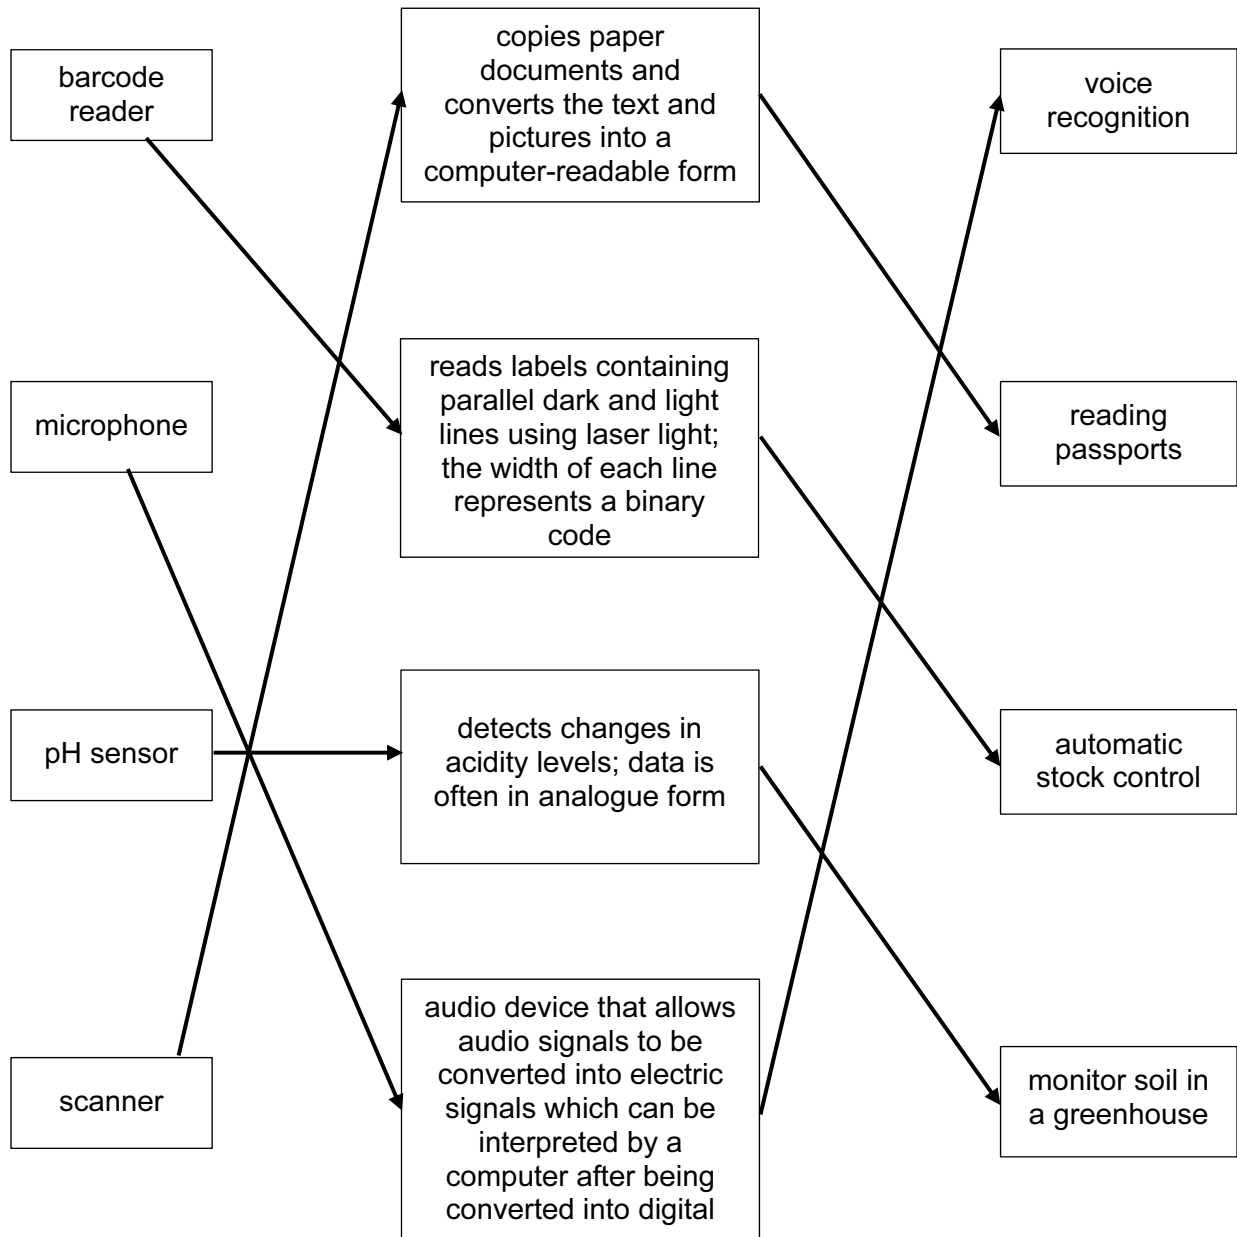 barcode
reader
microphone
pH sensor
scanner
copies paper
documents and
converts the text and
pictures into a
computer-readable form
reads labels containing
parallel dark and light
lines using laser light;
the width of each line
represents a binary
code
detects changes in
acidity levels; data is
often in analogue form
audio device that allows
audio signals to be
converted into electric
signals which can be
interpreted by a
computer after being
converted into digital
voice
recognition
reading
passports
automatic
stock control
monitor soil in
a greenhouse